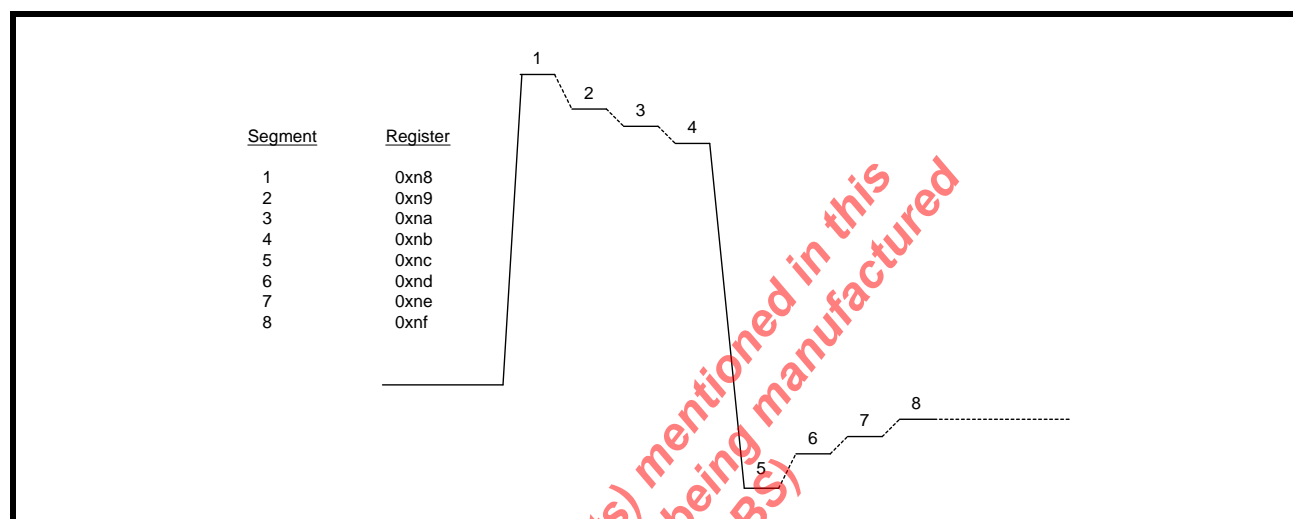 Segment Register
1 0xn8
2 0xn9
3 0xna
4 0xnb
5 0xnc
6 0xnd
7 0xne
8 0xnf
1
2
3
4
5
6
7
8
mentioned in this
being manufactured